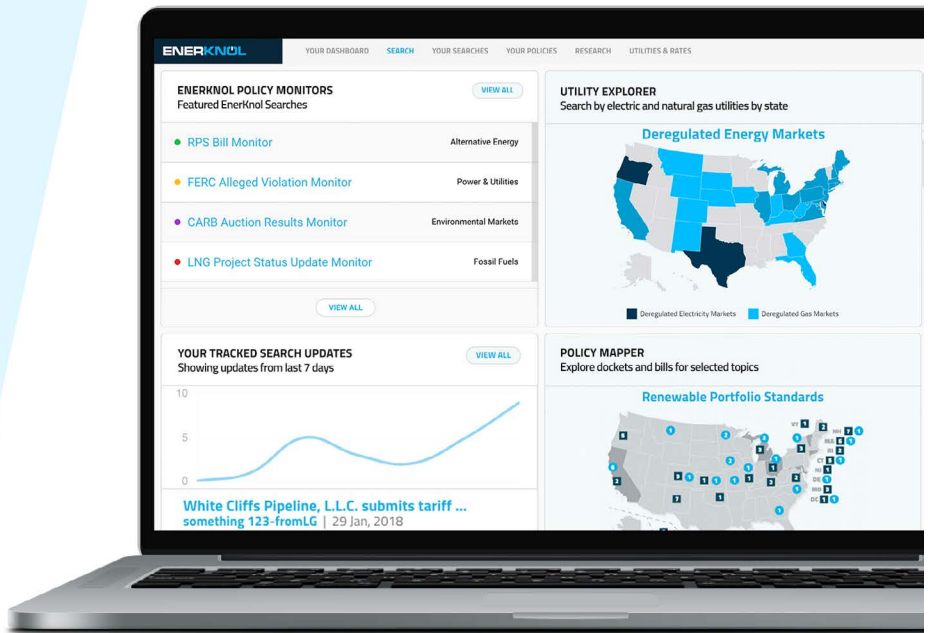 ENERKNOL
YOUR DASHBOARD SEARCH YOUR SEARCHES YOUR POLICIES RESEARCH UTILITIES & RATES
ENERKNOL POLICY MONITORS
Featured EnerKnol Searches
VIEW ALL
RPS Bill Monitor Alternative Energy
FERC Alleged Violation Monitor Power & Utilities
CARB Auction Results Monitor Environmental Markets
LNG Project Status Update Monitor Fossil Fuels
VIEW ALL
UTILITY EXPLORER
Search by electric and natural gas utilities by state
Deregulated Energy Markets
Deregulated Electricity Markets Deregulated Gas Markets
YOUR TRACKED SEARCH UPDATES
Showing updates from last 7 days
VIEW ALL
10
5
0
White Cliffs Pipeline, L.L.C. submits tariff ...
something 123-fromLG | 29 Jan, 2018
POLICY MAPPER
Explore dockets and bills for selected topics
Renewable Portfolio Standards
VT
NH
MA
RI
CT
NJ
DE
MD
DC